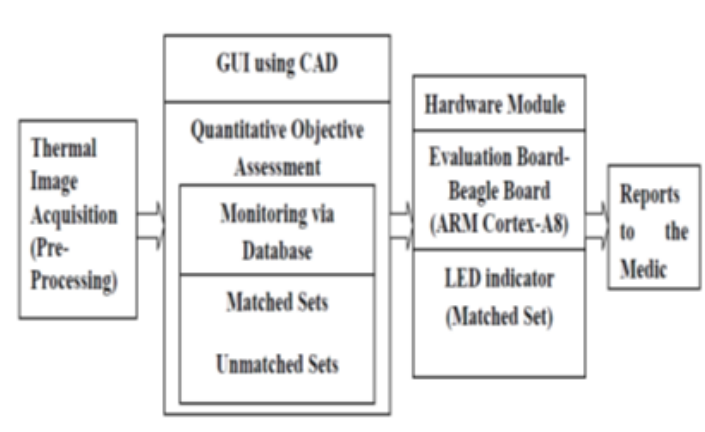 Thermal
Image
Acquisition
(Pre-
Processing)
GUI using CAD
Quantitative Objective
Assessment
Monitoring via
Database
Matched Sets
Unmatched Sets
Hardware Module
Evaluation Board-
Beagle Board
(ARM Cortex-A8)
LED indicator
(Matched Set)
Reports
to the
Medic